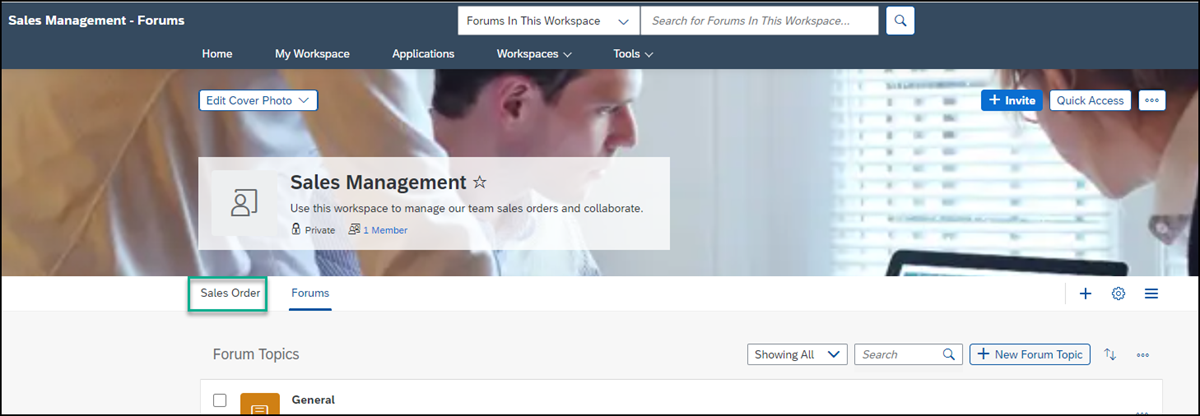 Sales Management - Forums
Forums In This Workspace
Search for Forums In This Workspace...
Home My Workspace Applications Workspaces Tools
Edit Cover Photo
+ Invite Quick Access
Sales Management
Use this workspace to manage our team sales orders and collaborate.
Private 1 Member
Sales Order Forums
Forum Topics
Showing All Search + New Forum Topic
General